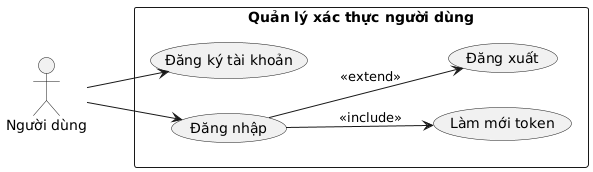 Quản lý xác thực người dùng
Đăng ký tài khoản
Đăng xuất
«extend»
Người dùng
Đăng nhập
«include»
Làm mới token